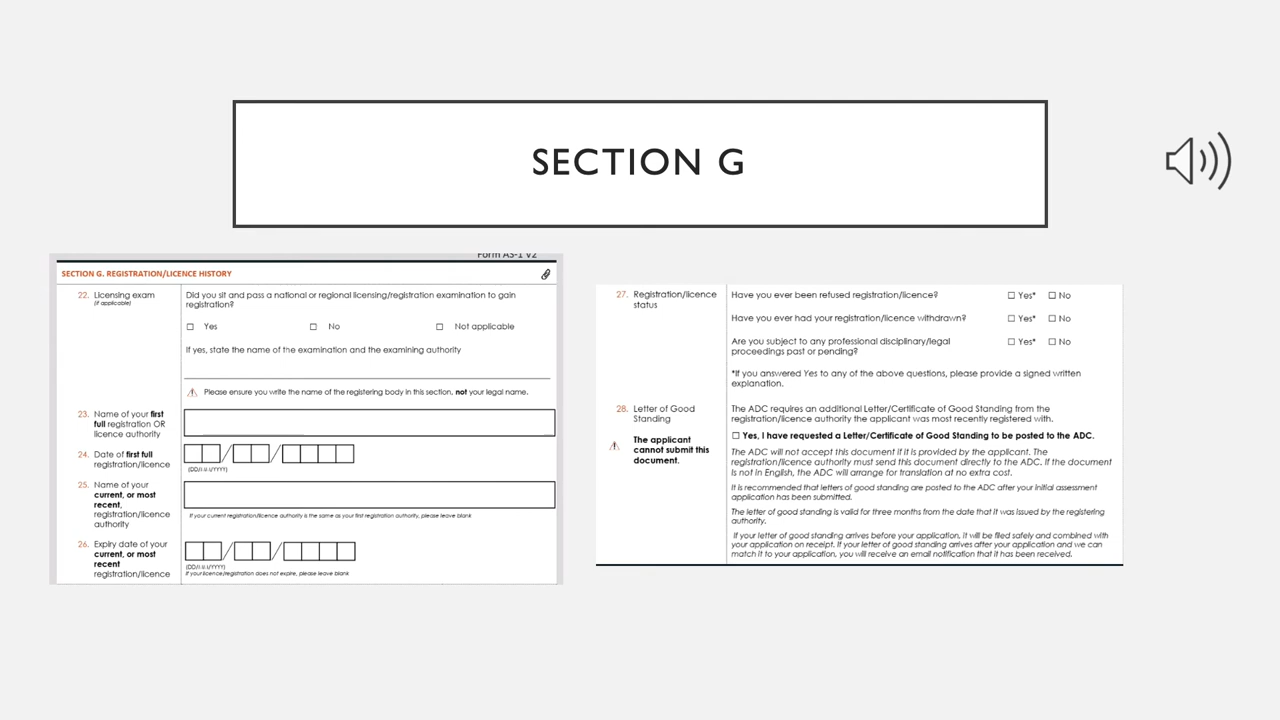 SECTION G
Form AS-1 V2
SECTION G. REGISTRATION/LICENCE HISTORY
22. Licensing exam
(if applicable)
Did you sit and pass a national or regional licensing/registration examination to gain
registration?
Yes No Not applicable
If yes, state the name of the examination and the examining authority
Please ensure you write the name of the registering body in this section, not your legal name.
23. Name of your first
full registration OR
licence authority
24. Date of first full
registration/licence
(DD/MM/YYYY)
25. Name of your
current, or most
recent,
registration/licence
authority
If your current registration/licence authority is the same as your first registration authority, please leave blank
26. Expiry date of your
current, or most
recent
registration/licence
(DD/MM/YYYY)
If your licence/registration does not expire, please leave blank
27. Registration/licence
status
Have you ever been refused registration/licence? Yes* No
Have you ever had your registration/licence withdrawn? Yes* No
Are you subject to any professional disciplinary/legal
proceedings past or pending? Yes* No
*If you answered Yes to any of the above questions, please provide a signed written
explanation.
28. Letter of Good
Standing
The applicant
cannot submit this
document.
The ADC requires an additional Letter/Certificate of Good Standing from the
registration/licence authority the applicant was most recently registered with.
Yes, I have requested a Letter/Certificate of Good Standing to be posted to the ADC.
The ADC will not accept this document if it is provided by the applicant. The
registration/licence authority must send this document directly to the ADC. If the document
is not in English, the ADC will arrange for translation at no extra cost.
It is recommended that letters of good standing are posted to the ADC after your initial assessment
application has been submitted.
The letter of good standing is valid for three months from the date that it was issued by the registering
authority.
If your letter of good standing arrives before your application, it will be filed safely and combined with
your application on receipt. If your letter of good standing arrives after your application and we can
match it to your application, you will receive an email notification that it has been received.